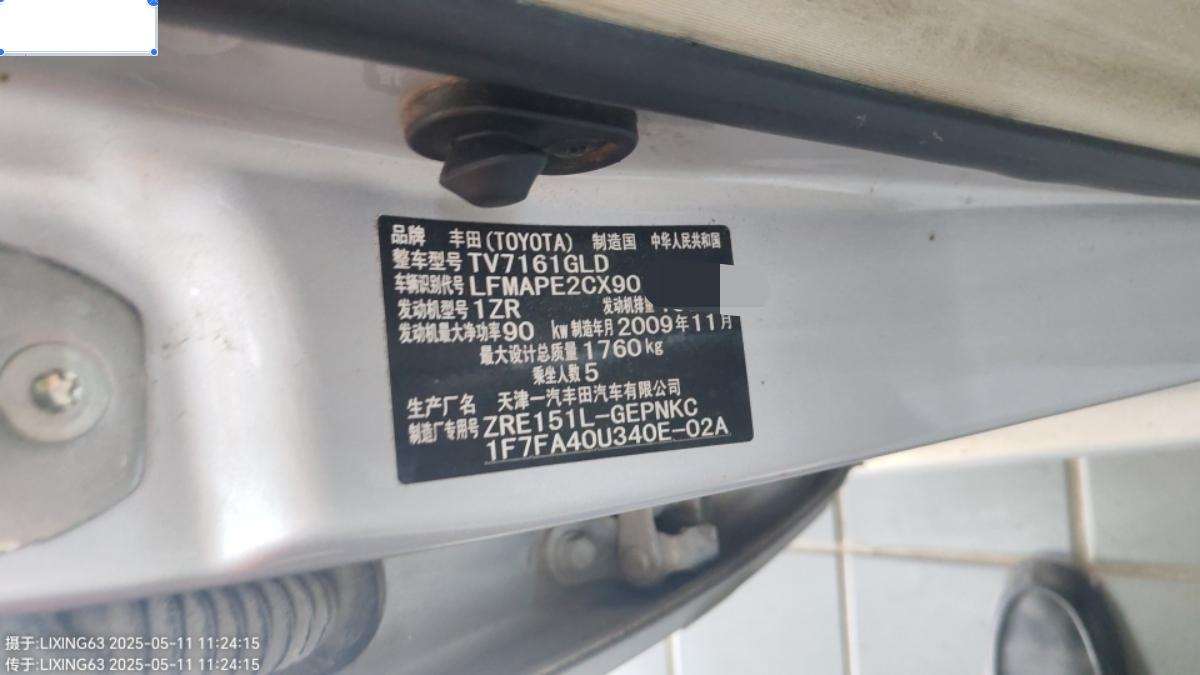 品牌 丰田(TOYOTA) 制造国 中华人民共和国
整车型号 TV7161GLD
车辆识别代号 LFMAPE2CX90
发动机型号 1ZR 发动机排量
发动机最大净功率 90 kw 制造年月 2009年11月
最大设计总质量 1760 kg
乘坐人数 5
生产厂名 天津一汽丰田汽车有限公司
制造厂专用号 ZRE151L-GEPNKC
1F7FA40U340E-02A
摄于:LIXING63 2025-05-11 11:24:15
传于:LIXING63 2025-05-11 11:24:15